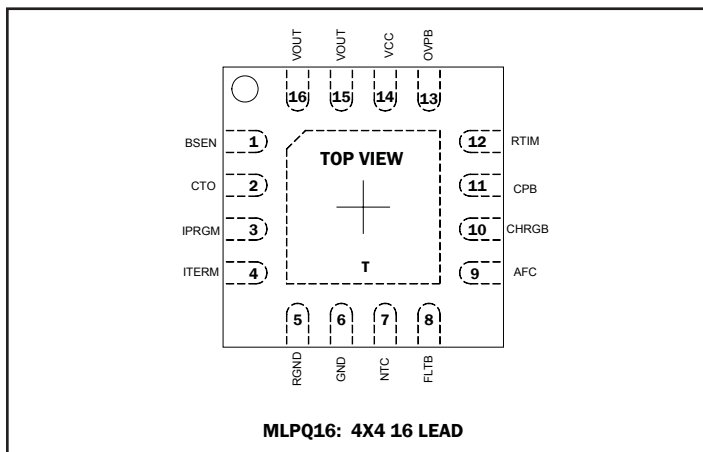 VOUT
VOUT
VCC
OVPB
16
15
14
13
BSEN 1
12 RTIM
TOP VIEW
CTO 2
11 CPB
IPRGM 3
10 CHRGB
ITERM 4
T
9 AFC
5
6
7
8
RGND
GND
NTC
FLTB
MLPQ16: 4X4 16 LEAD